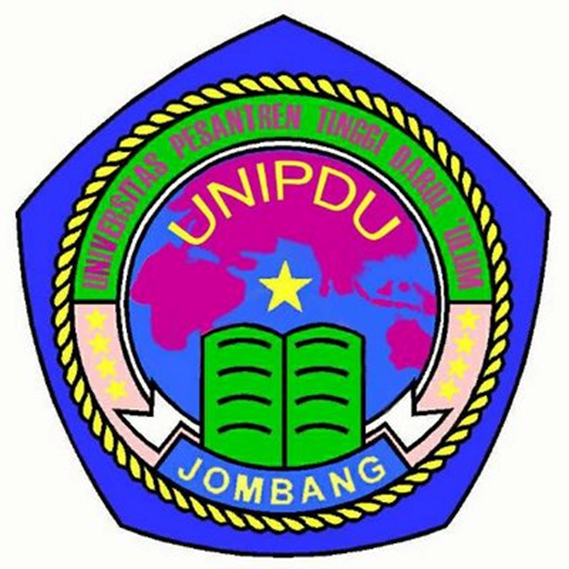 UNIVERSITAS PESANTREN TINGGI DARUL 'ULUM
UNIPDU
JOMBANG